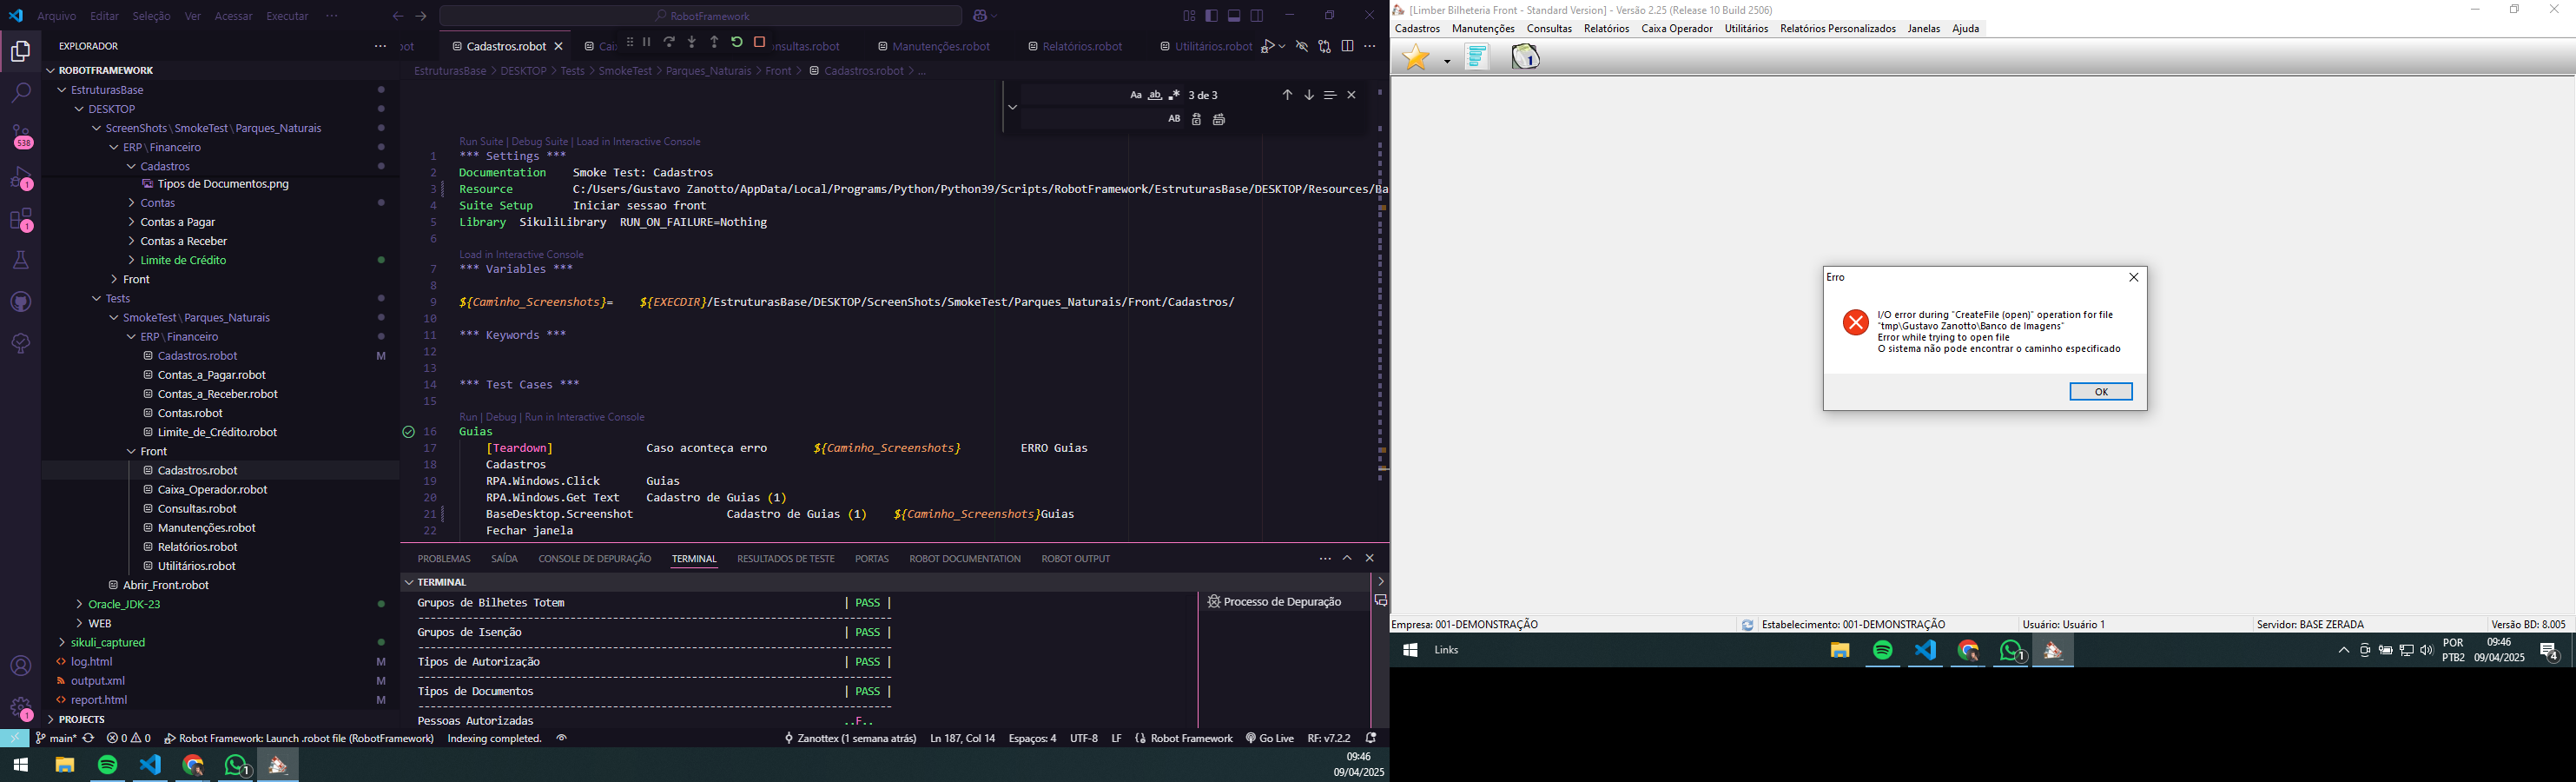 Arquivo Editar Seleção Ver Acessar Executar ···
RobotFramework
EXPLORADOR
ROBOTFRAMEWORK
EstruturasBase
DESKTOP
ScreenShots\SmokeTest\Parques_Naturais
ERP\Financeiro
Cadastros
Tipos de Documentos.png
Contas
Contas a Pagar
Contas a Receber
Limite de Crédito
Front
Tests
SmokeTest\Parques_Naturais
ERP\Financeiro
Cadastros.robot M
Contas_a_Pagar.robot
Contas_a_Receber.robot
Contas.robot
Limite_de_Crédito.robot
Front
Cadastros.robot
Caixa_Operador.robot
Consultas.robot
Manutenções.robot
Relatórios.robot
Utilitários.robot
Abrir_Front.robot
Oracle_JDK-23
WEB
sikuli_captured
log.html M
output.xml M
report.html M
PROJECTS
538
1
1
1
bot Cadastros.robot Cai onsultas.robot Manutenções.robot Relatórios.robot Utilitários.robot
EstruturasBase > DESKTOP > Tests > SmokeTest > Parques_Naturais > Front > Cadastros.robot > ...
Aa ab .* 3 de 3
AB
Run Suite | Debug Suite | Load in Interactive Console
1 *** Settings ***
2 Documentation Smoke Test: Cadastros
3 Resource C:/Users/Gustavo Zanotto/AppData/Local/Programs/Python/Python39/Scripts/RobotFramework/EstruturasBase/DESKTOP/Resources/Ba
4 Suite Setup Iniciar sessao front
5 Library SikuliLibrary RUN_ON_FAILURE=Nothing
6
Load in Interactive Console
7 *** Variables ***
8
9 ${Caminho_Screenshots}= ${EXECDIR}/EstruturasBase/DESKTOP/ScreenShots/SmokeTest/Parques_Naturais/Front/Cadastros/
10
11 *** Keywords ***
12
13
14 *** Test Cases ***
15
Run | Debug | Run in Interactive Console
16 Guias
17 [Teardown] Caso aconteça erro ${Caminho_Screenshots} ERRO Guias
18 Cadastros
19 RPA.Windows.Click Guias
20 RPA.Windows.Get Text Cadastro de Guias (1)
21 BaseDesktop.Screenshot Cadastro de Guias (1) ${Caminho_Screenshots}Guias
22 Fechar janela
PROBLEMAS SAÍDA CONSOLE DE DEPURAÇÃO TERMINAL RESULTADOS DE TESTE PORTAS ROBOT DOCUMENTATION ROBOT OUTPUT
TERMINAL
Grupos de Bilhetes Totem | PASS |
Grupos de Isenção | PASS |
Tipos de Autorização | PASS |
Tipos de Documentos | PASS |
Pessoas Autorizadas ..F..
Processo de Depuração
main* 0 0 Robot Framework: Launch .robot file (RobotFramework) Indexing completed. Zanottex (1 semana atrás) Ln 187, Col 14 Espaços: 4 UTF-8 LF Robot Framework Go Live RF: v7.2.2
1
09:46
09/04/2025
[Limber Bilheteria Front - Standard Version] - Versão 2.25 (Release 10 Build 2506)
Cadastros Manutenções Consultas Relatórios Caixa Operador Utilitários Relatórios Personalizados Janelas Ajuda
1
Erro
I/O error during "CreateFile (open)" operation for file
"tmp\Gustavo Zanotto\Banco de Imagens"
Error while trying to open file
O sistema não pode encontrar o caminho especificado
OK
Empresa: 001-DEMONSTRAÇÃO Estabelecimento: 001-DEMONSTRAÇÃO Usuário: Usuário 1 Servidor: BASE ZERADA Versão BD: 8.005
Links
1
POR
PTB2
09:46
09/04/2025
4